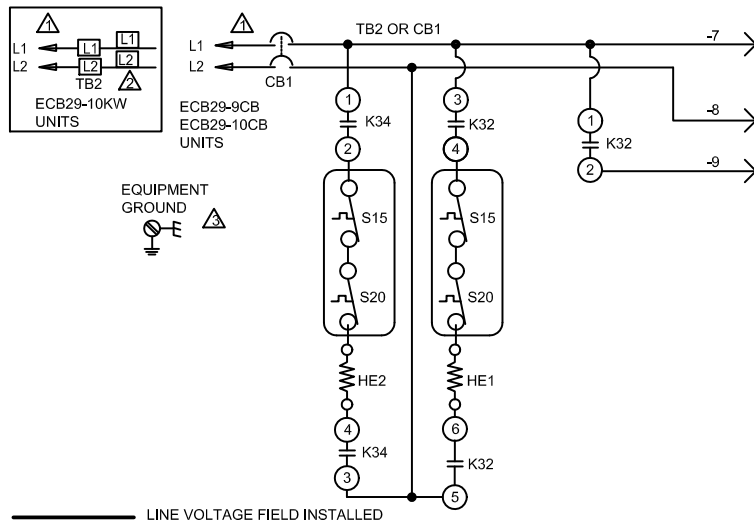 1 1
L1 L1 L1 L1 TB2 OR CB1 -7
L2 L2 L2 L2
TB2 2 CB1
ECB29-10KW
UNITS
ECB29-9CB
ECB29-10CB
UNITS
-8
1 3 1
K34 K32 K32
2 4 2
-9
EQUIPMENT
GROUND
3
S15 S15
S20 S20
HE2 HE1
4 6
K34 K32
3 5
LINE VOLTAGE FIELD INSTALLED